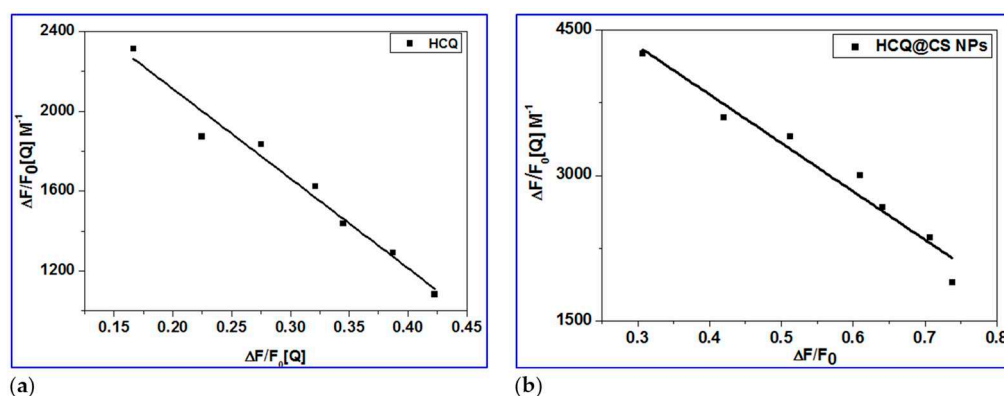 2400
2000
1600
1200
ΔF/F0[Q] M-1
HCQ
0.15 0.20 0.25 0.30 0.35 0.40 0.45
ΔF/F0[Q]
(a)
4500
3000
1500
ΔF/F0[Q] M-1
HCQ@CS NPs
0.3 0.4 0.5 0.6 0.7 0.8
ΔF/F0
(b)